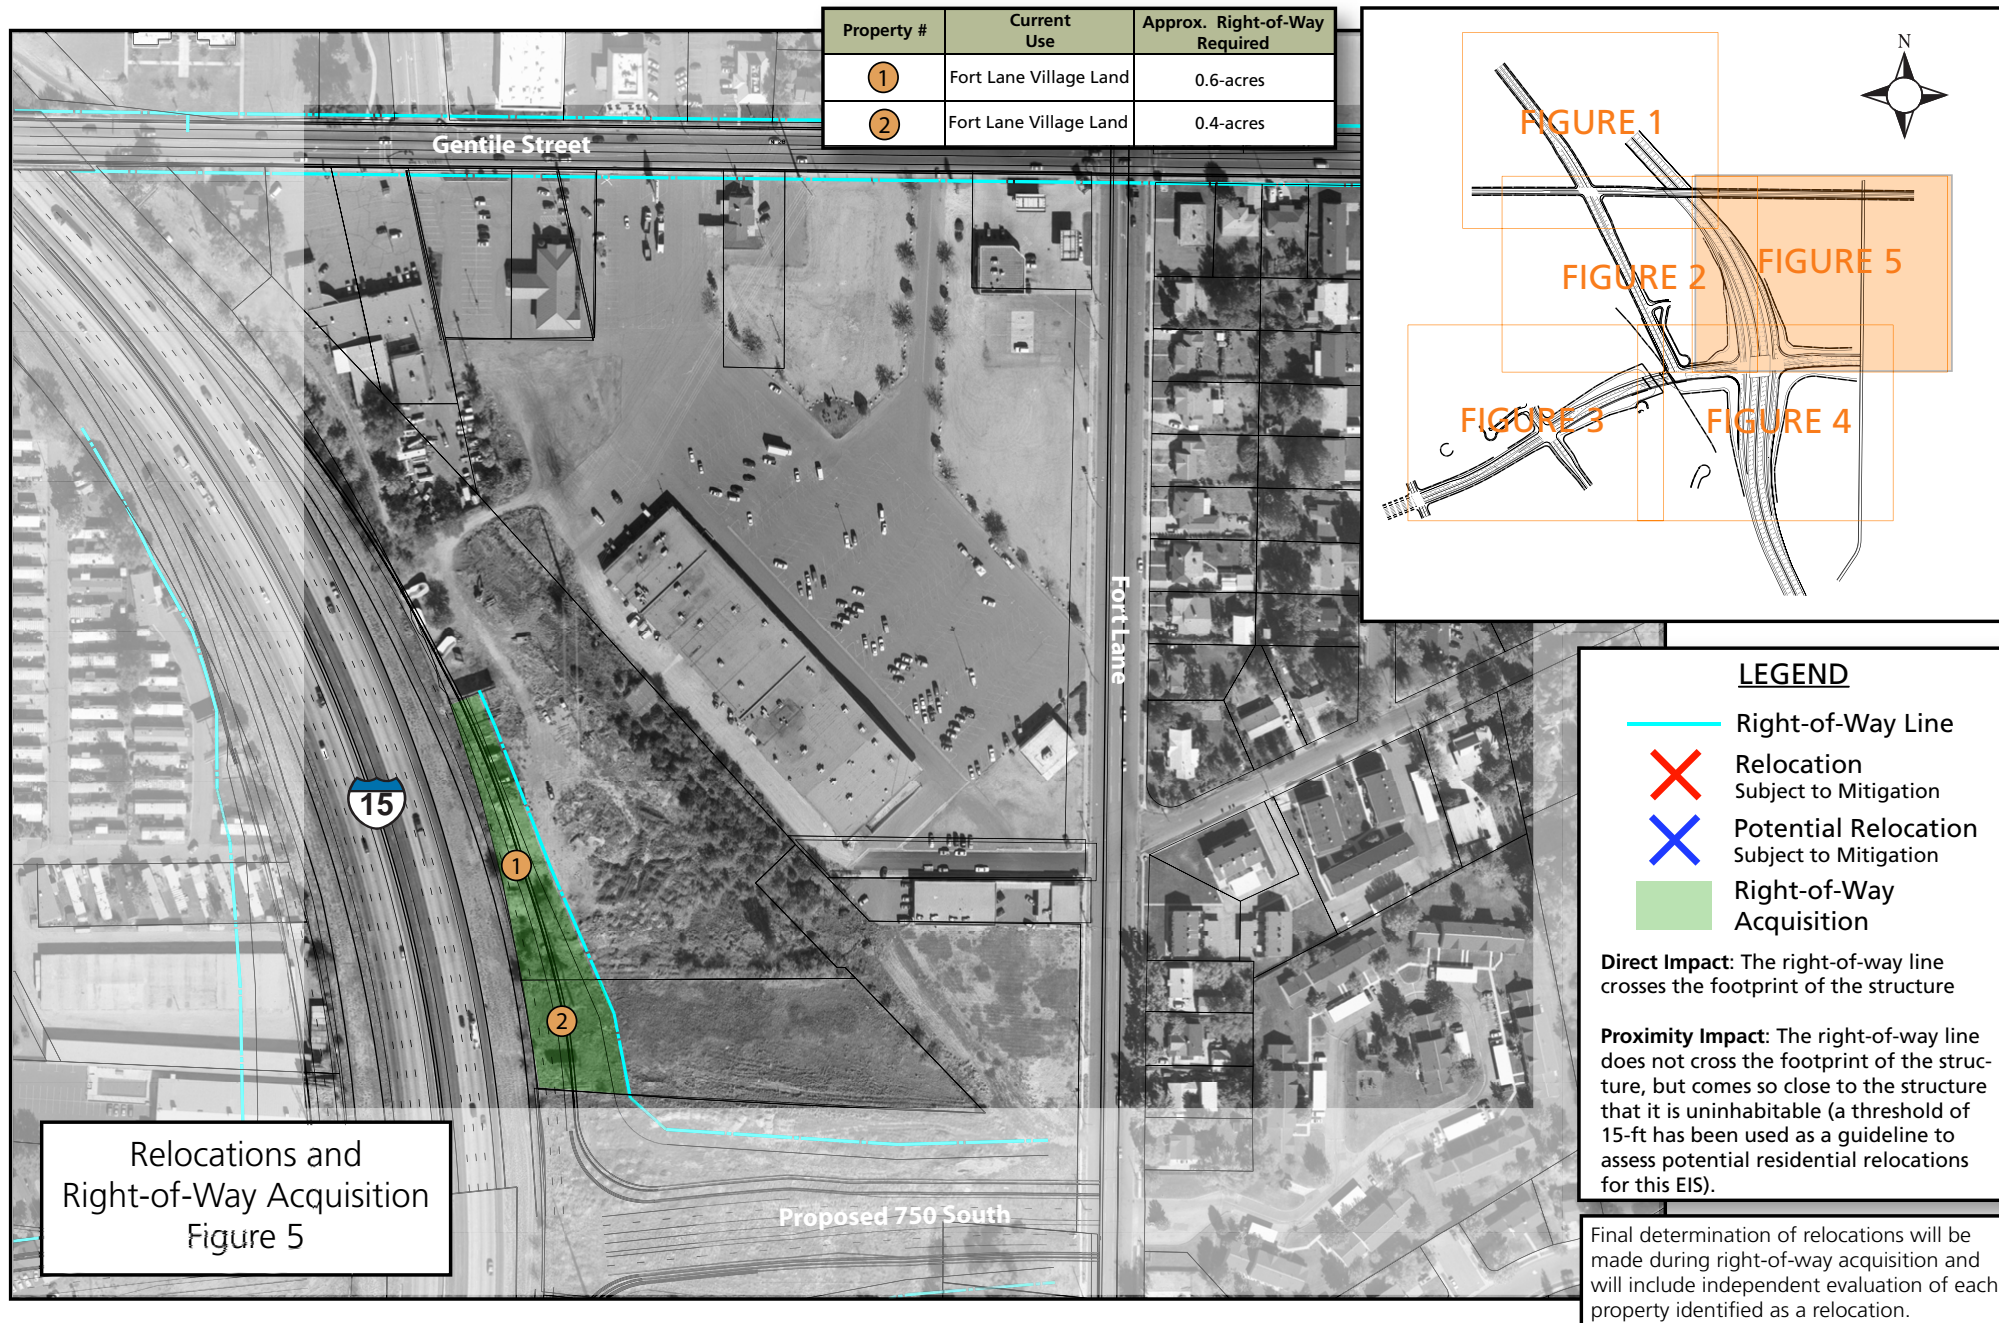 Property #
Current
Use
Approx. Right-of-Way
Required
1
Fort Lane Village Land
0.6-acres
2
Fort Lane Village Land
0.4-acres
N
FIGURE 1
FIGURE 2
FIGURE 5
FIGURE 3
FIGURE 4
Gentile Street
Fort Lane
15
1
2
Proposed 750 South
LEGEND
Right-of-Way Line
Relocation
Subject to Mitigation
Potential Relocation
Subject to Mitigation
Right-of-Way
Acquisition
Direct Impact: The right-of-way line
crosses the footprint of the structure
Proximity Impact: The right-of-way line
does not cross the footprint of the struc-
ture, but comes so close to the structure
that it is uninhabitable (a threshold of
15-ft has been used as a guideline to
assess potential residential relocations
for this EIS).
Relocations and
Right-of-Way Acquisition
Figure 5
Final determination of relocations will be
made during right-of-way acquisition and
will include independent evaluation of each
property identified as a relocation.